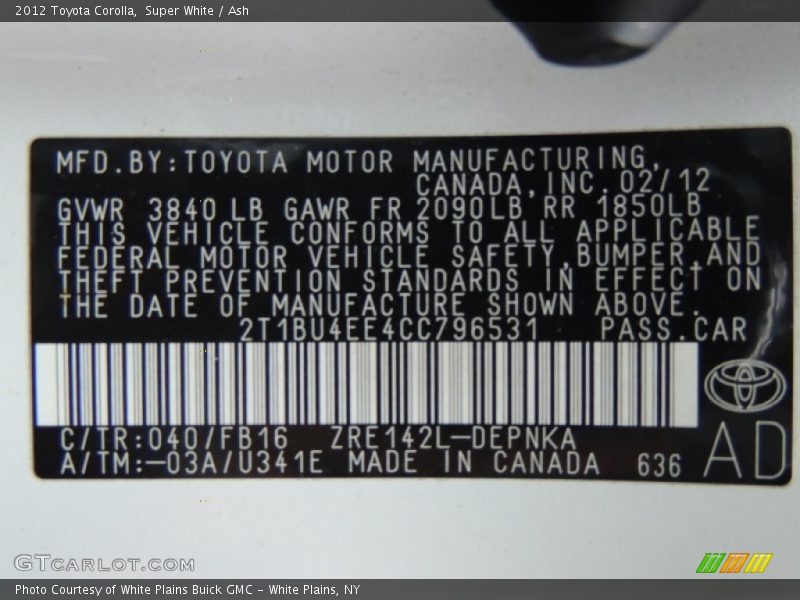 2012 Toyota Corolla,  Super White / Ash
MFD.BY:TOYOTA MOTOR MANUFACTURING,
CANADA,INC.02/12
GVWR 3840 LB GAWR FR 2090LB RR 1850LB
THIS VEHICLE CONFORMS TO ALL APPLICABLE
FEDERAL MOTOR VEHICLE SAFETY,BUMPER,AND
THEFT PREVENTION STANDARDS IN EFFECT ON
THE DATE OF MANUFACTURE SHOWN ABOVE.
2T1BU4EE4CC796531 PASS.CAR
C/TR:040/FB16 ZRE142L-DEPNKA
A/TM:-03A/U341E MADE IN CANADA 636
AD
GTCarLot.com
Photo Courtesy of White Plains Buick GMC - White Plains, NY